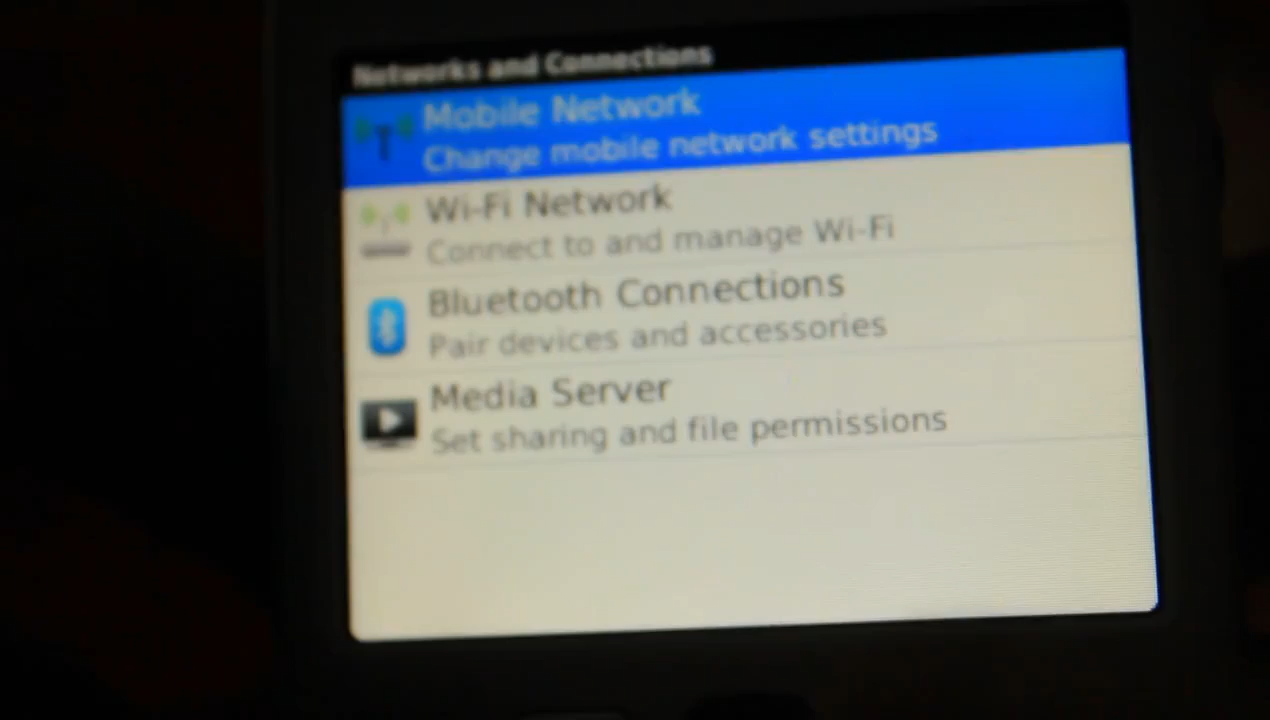 Networks and Connections
Mobile Network
Change mobile network settings
Wi-Fi Network
Connect to and manage Wi-Fi
Bluetooth Connections
Pair devices and accessories
Media Server
Set sharing and file permissions